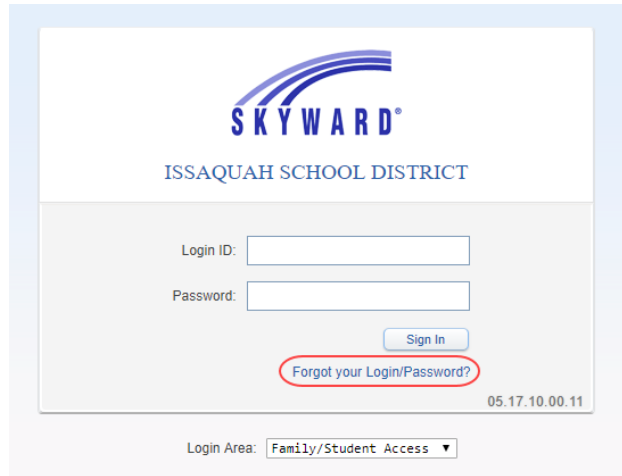 SKYWARD®
ISSAQUAH SCHOOL DISTRICT
Login ID:
Password:
Sign In
Forgot your Login/Password?
05.17.10.00.11
Login Area: Family/Student Access ▼